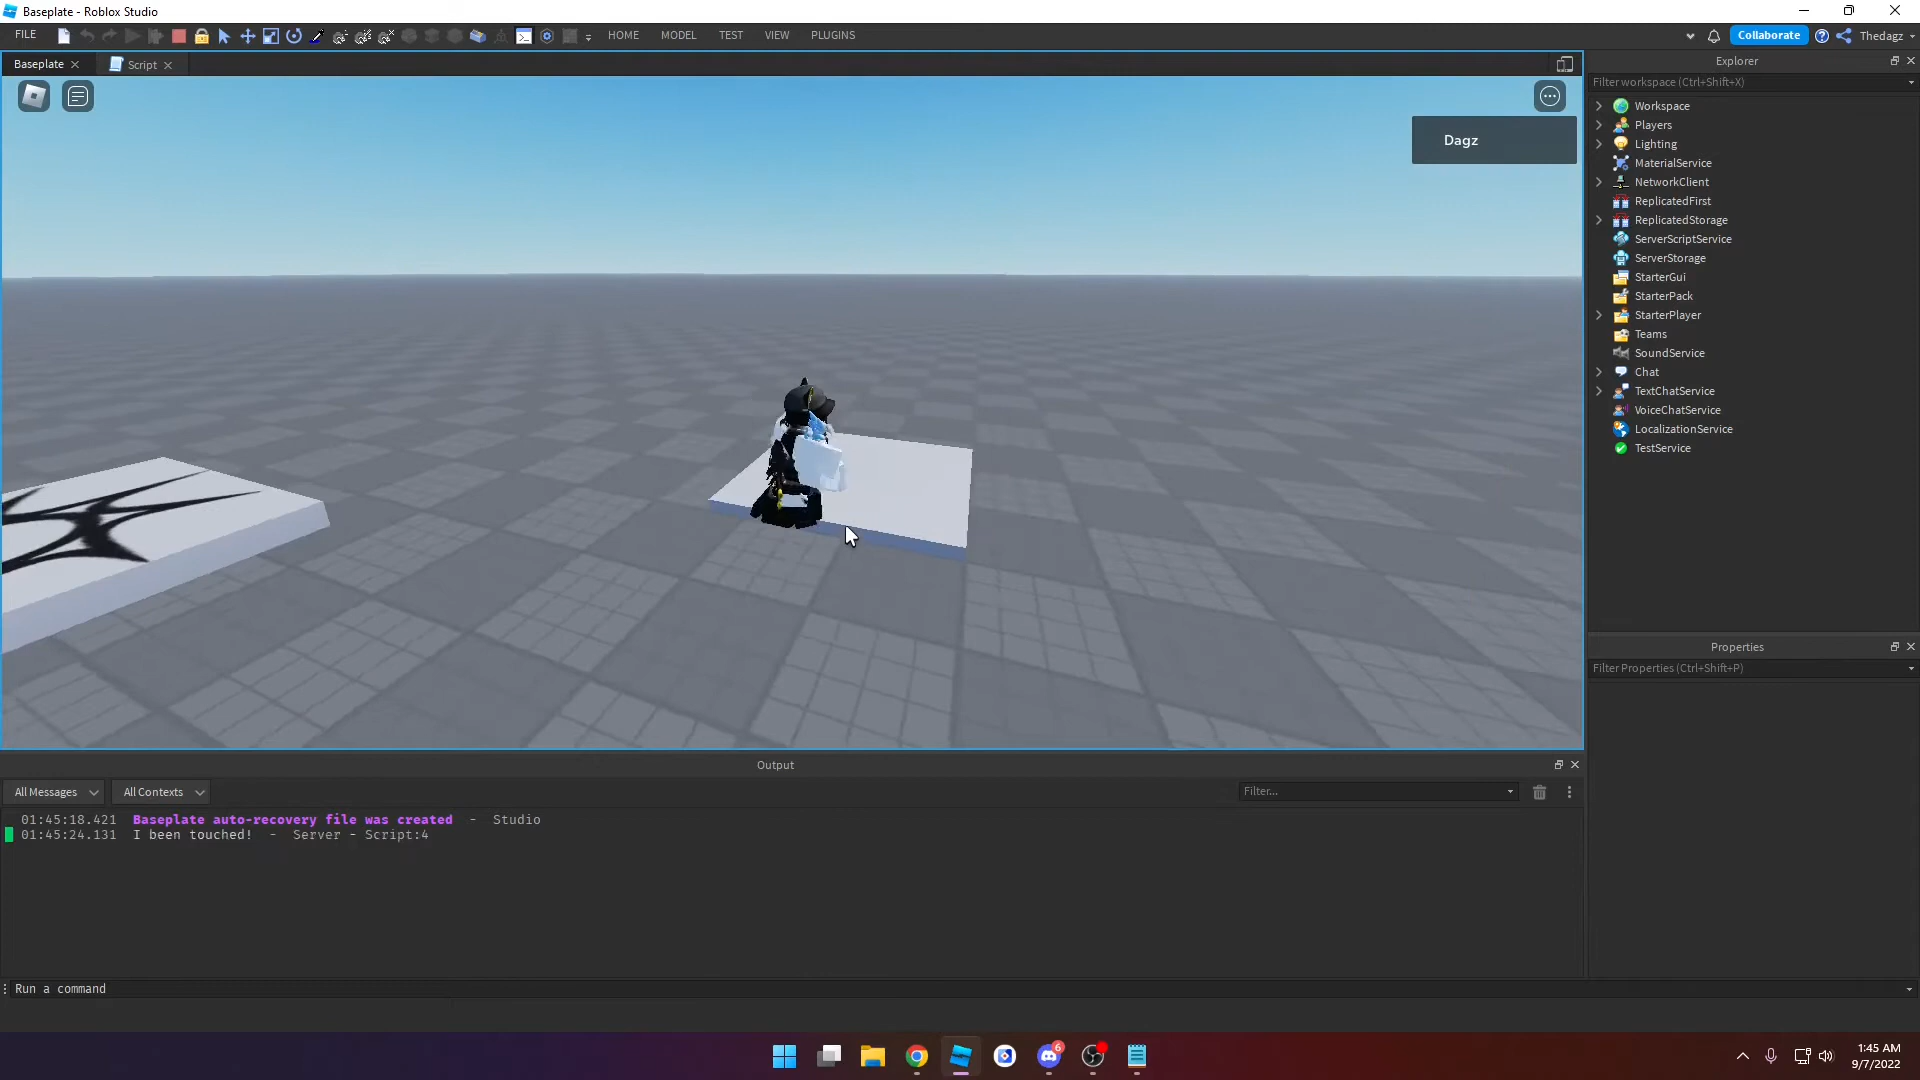 Baseplate - Roblox Studio
FILE HOME MODEL TEST VIEW PLUGINS Collaborate Thedagz
Baseplate Script
Dagz
Explorer
Filter workspace (Ctrl+Shift+X)
Workspace
Players
Lighting
MaterialService
NetworkClient
ReplicatedFirst
ReplicatedStorage
ServerScriptService
ServerStorage
StarterGui
StarterPack
StarterPlayer
Teams
SoundService
Chat
TextChatService
VoiceChatService
LocalizationService
TestService
Properties
Filter Properties (Ctrl+Shift+P)
Output
All Messages All Contexts Filter...
01:45:18.421 Baseplate auto-recovery file was created - Studio
01:45:24.131 I been touched! - Server - Script:4
Run a command
6
1:45 AM
9/7/2022